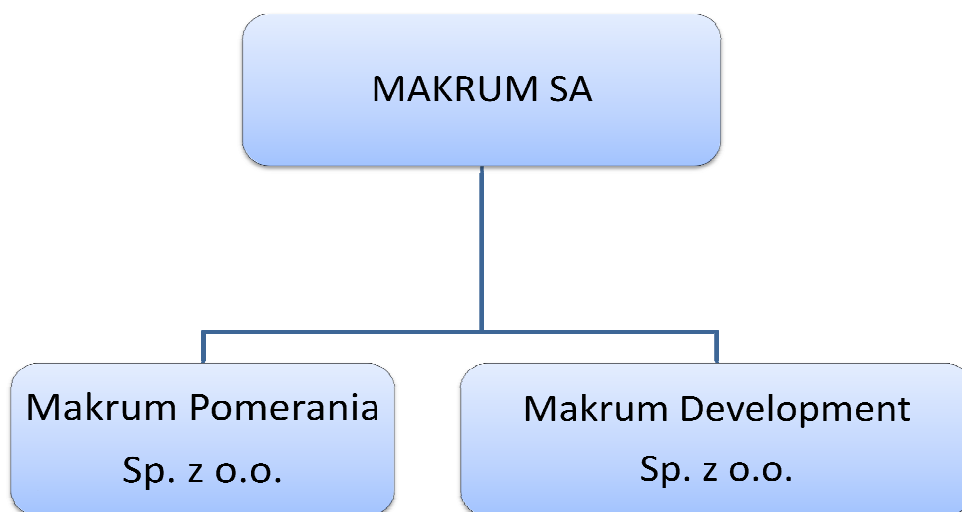 MAKRUM SA
Makrum Pomerania
Sp. z o.o.
Makrum Development
Sp. z o.o.